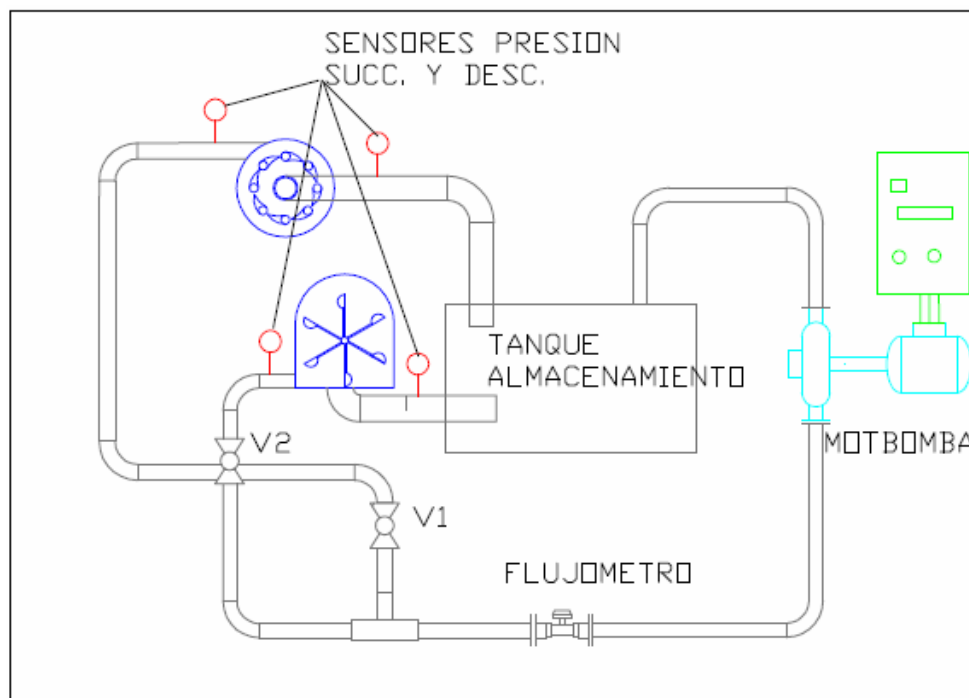 SENSORES PRESION
SUCC. Y DESC.
TANQUE
ALMACENAMIENTO
V2
MOTBOMBA
V1
FLUJOMETRO